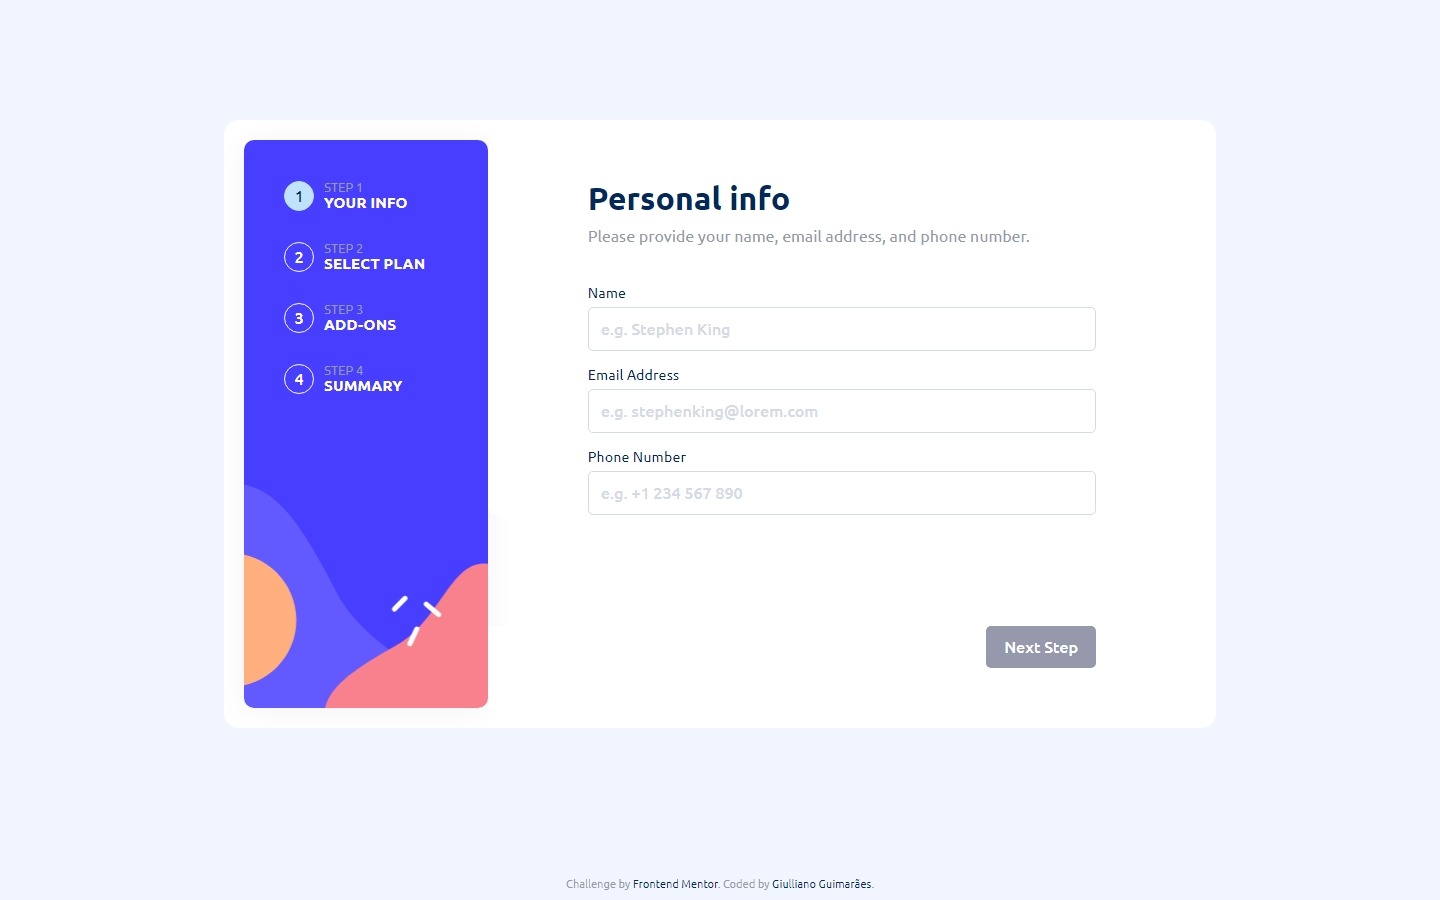 1
STEP 1
YOUR INFO
2
STEP 2
SELECT PLAN
3
STEP 3
ADD-ONS
4
STEP 4
SUMMARY
Personal info
Please provide your name, email address, and phone number.
Name
e.g. Stephen King
Email Address
e.g. stephenking@lorem.com
Phone Number
e.g. +1 234 567 890
Next Step
Challenge by Frontend Mentor. Coded by Giulliano Guimarães.